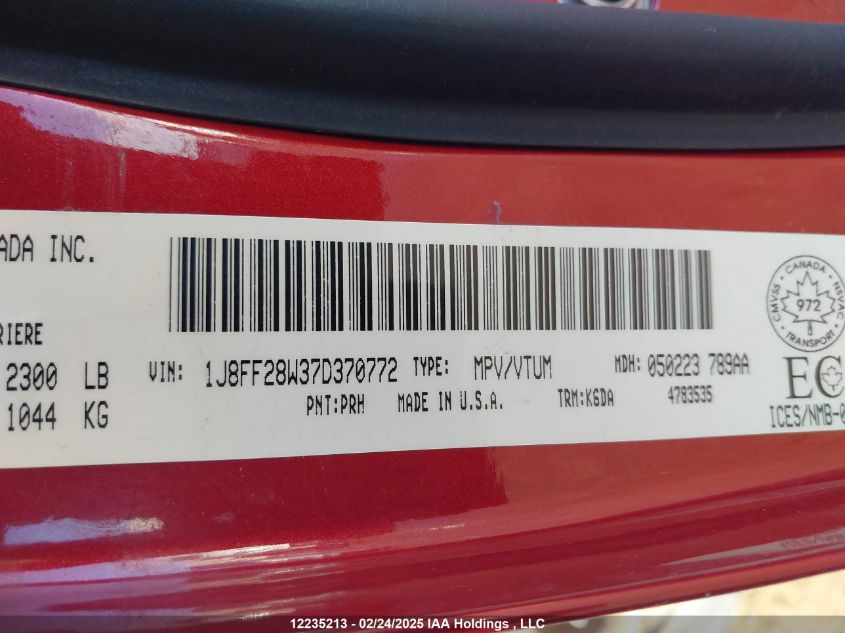 ADA INC.
RIERE
2300 LB
1044 KG
VIN: 1J8FF28W37D370772 TYPE: MPV/VTUM MDH: 050223 789AA
PNT:PRH MADE IN U.S.A. TRM:K6DA 4783535
CANADA
CMVSS
NSVAC
972
TRANSPORT
EC
ICES/NMB-0
12235213 - 02/24/2025 IAA Holdings , LLC